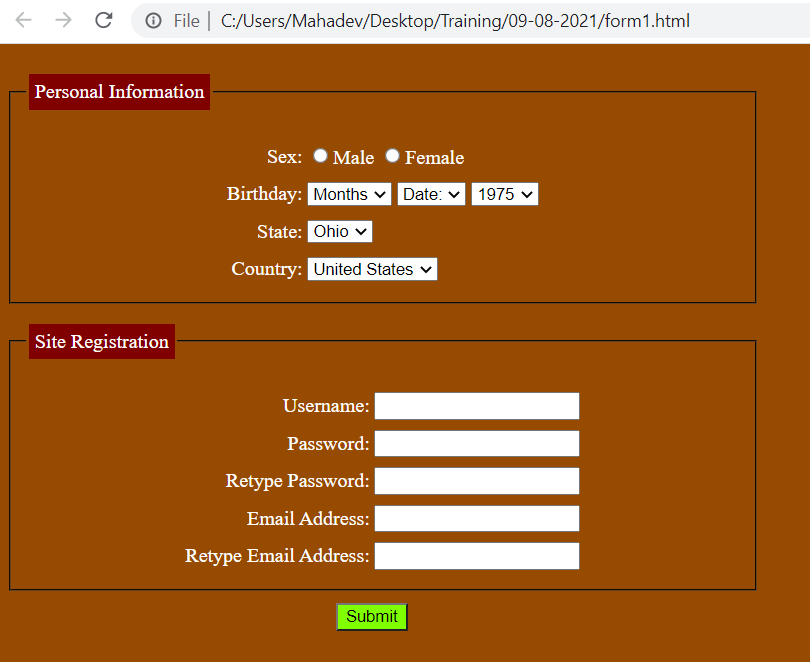 File | C:/Users/Mahadev/Desktop/Training/09-08-2021/form1.html
Personal Information
Sex: Male Female
Birthday: Months Date: 1975
State: Ohio
Country: United States
Site Registration
Username:
Password:
Retype Password:
Email Address:
Retype Email Address:
Submit